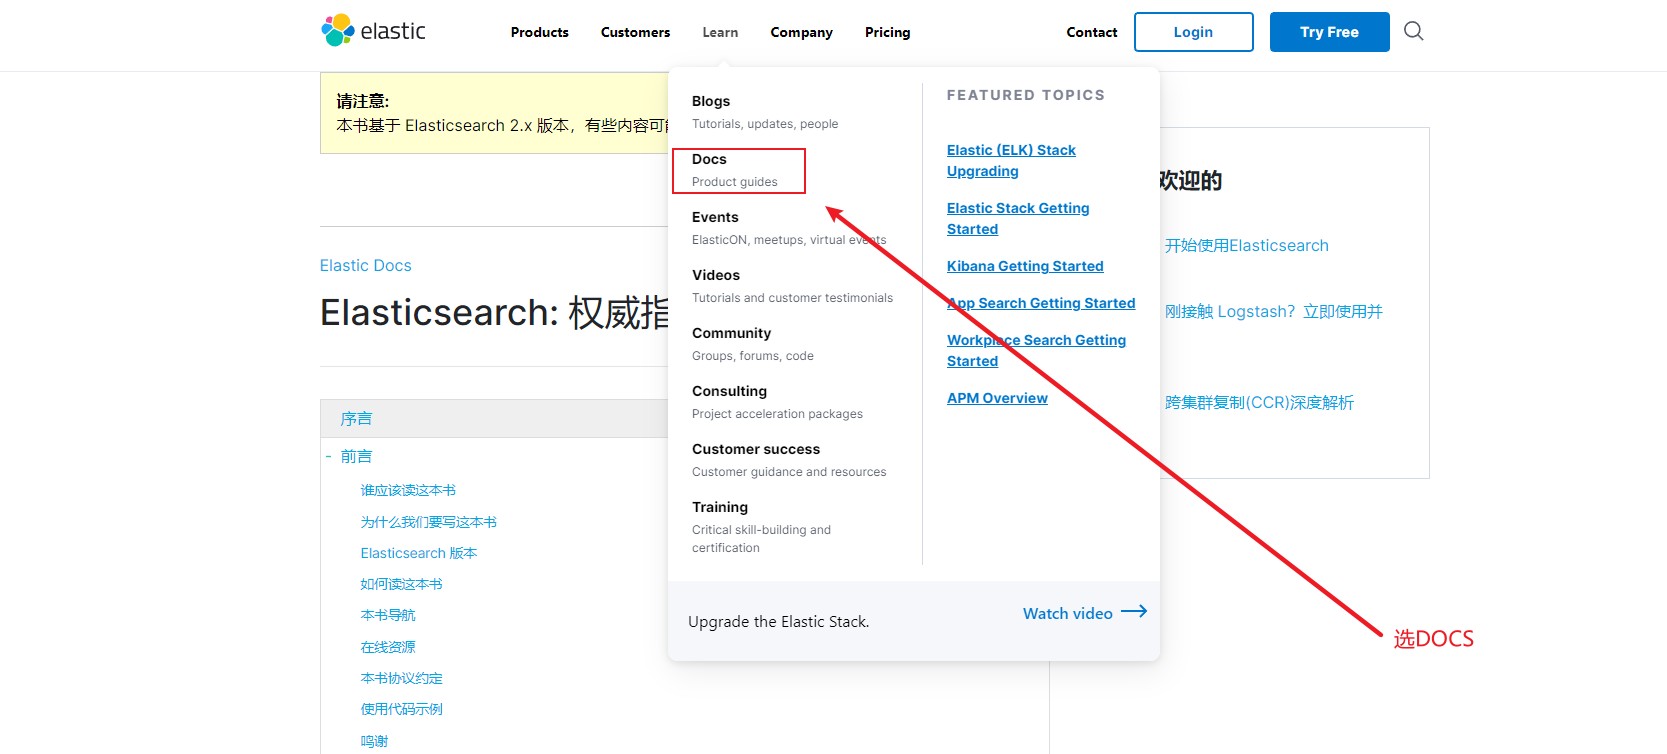 elastic
Products
Customers
Learn
Company
Pricing
Contact
Login
Try Free
请注意:
本书基于 Elasticsearch 2.x 版本，有些内容可
Elastic Docs
Elasticsearch: 权威指
序言
- 前言
谁应该读这本书
为什么我们要写这本书
Elasticsearch 版本
如何读这本书
本书导航
在线资源
本书协议约定
使用代码示例
鸣谢
Blogs
Tutorials, updates, people
Docs
Product guides
Events
ElasticON, meetups, virtual events
Videos
Tutorials and customer testimonials
Community
Groups, forums, code
Consulting
Project acceleration packages
Customer success
Customer guidance and resources
Training
Critical skill-building and
certification
FEATURED TOPICS
Elastic (ELK) Stack
Upgrading
Elastic Stack Getting
Started
Kibana Getting Started
App Search Getting Started
Workplace Search Getting
Started
APM Overview
Upgrade the Elastic Stack.
Watch video
欢迎的
开始使用Elasticsearch
刚接触 Logstash？立即使用并
跨集群复制(CCR)深度解析
选DOCS